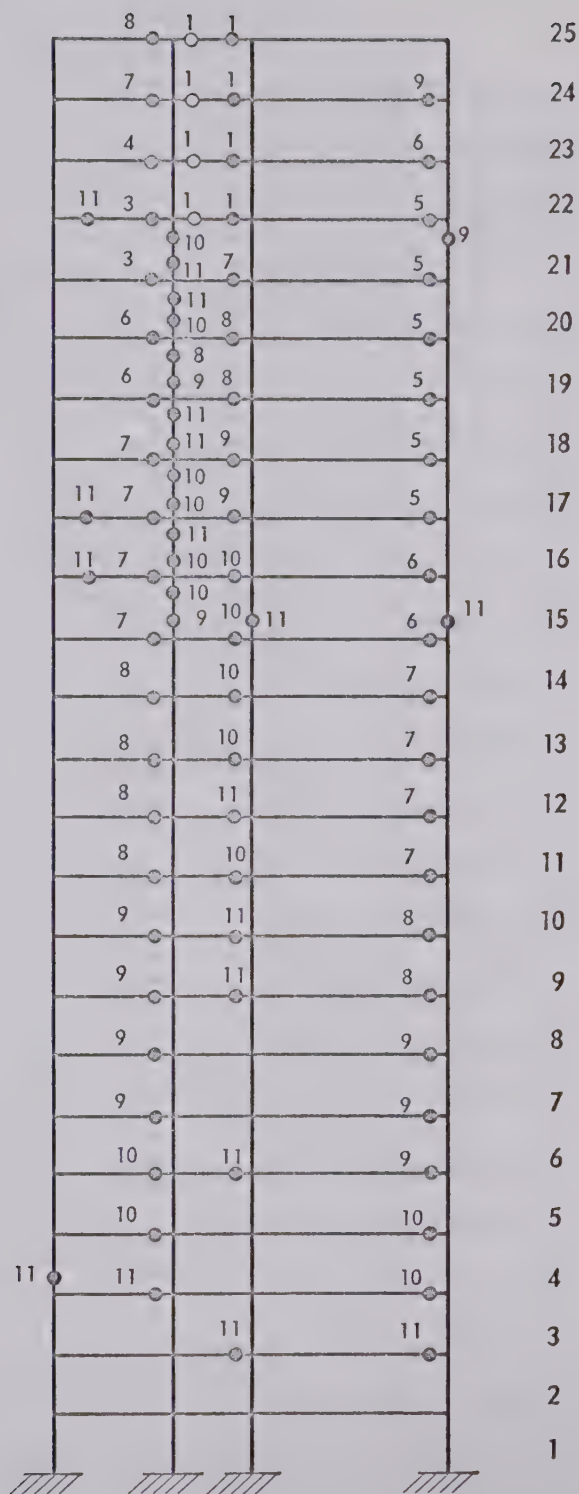 8 1 1 25
7 1 1 9 24
4 1 1 6 23
11 3 1 1 5 22
10 9
3 11 7 5 21
11
6 10 8 5 20
8
6 9 8 5 19
11
7 11 9 5 18
10
11 7 10 9 5 17
11
11 7 10 10 6 16
10
7 9 10 11 6 11 15
8 10 7 14
8 10 7 13
8 11 7 12
8 10 7 11
9 11 8 10
9 11 8 9
9 9 8
9 9 7
10 11 9 6
10 10 5
11 11 10 4
11 11 3
2
1